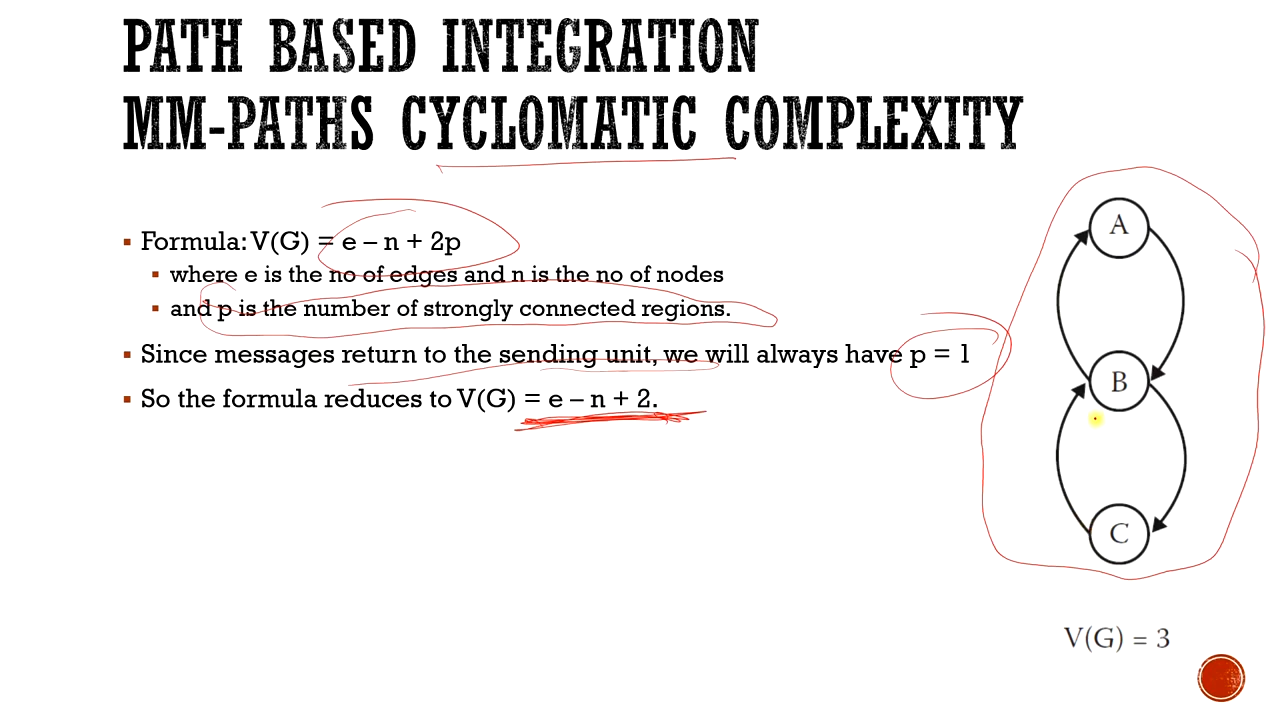 PATH BASED INTEGRATION
MM-PATHS CYCLOMATIC COMPLEXITY
▪ Formula: V(G) = e – n + 2p
▪ where e is the no of edges and n is the no of nodes
▪ and p is the number of strongly connected regions.
▪ Since messages return to the sending unit, we will always have p = 1
▪ So the formula reduces to V(G) = e – n + 2.
A
B
C
V(G) = 3